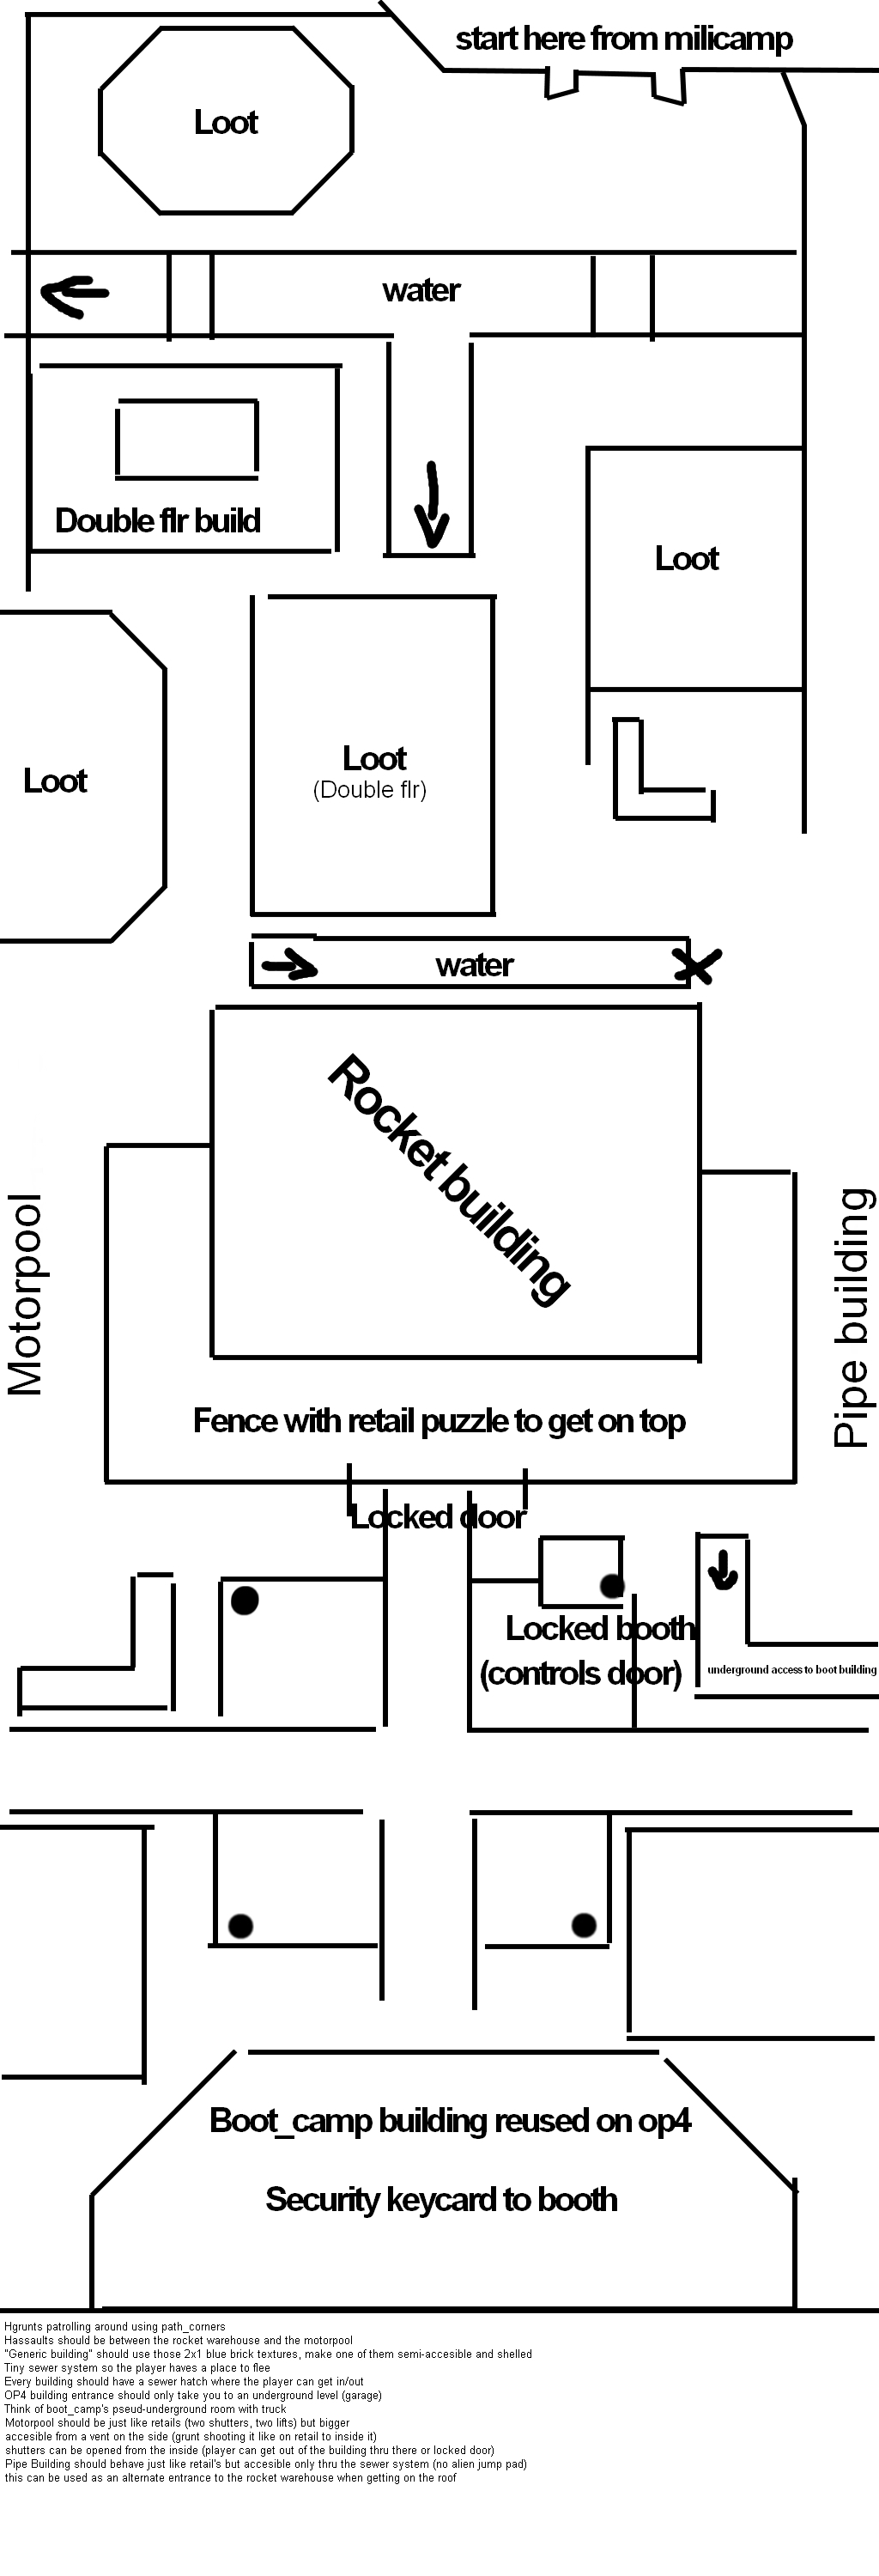 start here from milicamp
Loot
water
Double flr build
Loot
Loot
Loot
(Double flr)
water
Rocket building
Motorpool
Pipe building
Fence with retail puzzle to get on top
Locked door
Locked booth
(controls door)
underground access to boot building
Boot_camp building reused on op4
Security keycard to booth
Hgrunts patrolling around using path_corners
Hassaults should be between the rocket warehouse and the motorpool
"Generic building" should use those 2x1 blue brick textures, make one of them semi-accesible and shelled
Tiny sewer system so the player haves a place to flee
Every building should have a sewer hatch where the player can get in/out
OP4 building entrance should only take you to an underground level (garage)
Think of boot_camp's pseud-underground room with truck
Motorpool should be just like retails (two shutters, two lifts) but bigger
accesible from a vent on the side (grunt shooting it like on retail to inside it)
shutters can be opened from the inside (player can get out of the building thru there or locked door)
Pipe Building should behave just like retail's but accesible only thru the sewer system (no alien jump pad)
this can be used as an alternate entrance to the rocket warehouse when getting on the roof